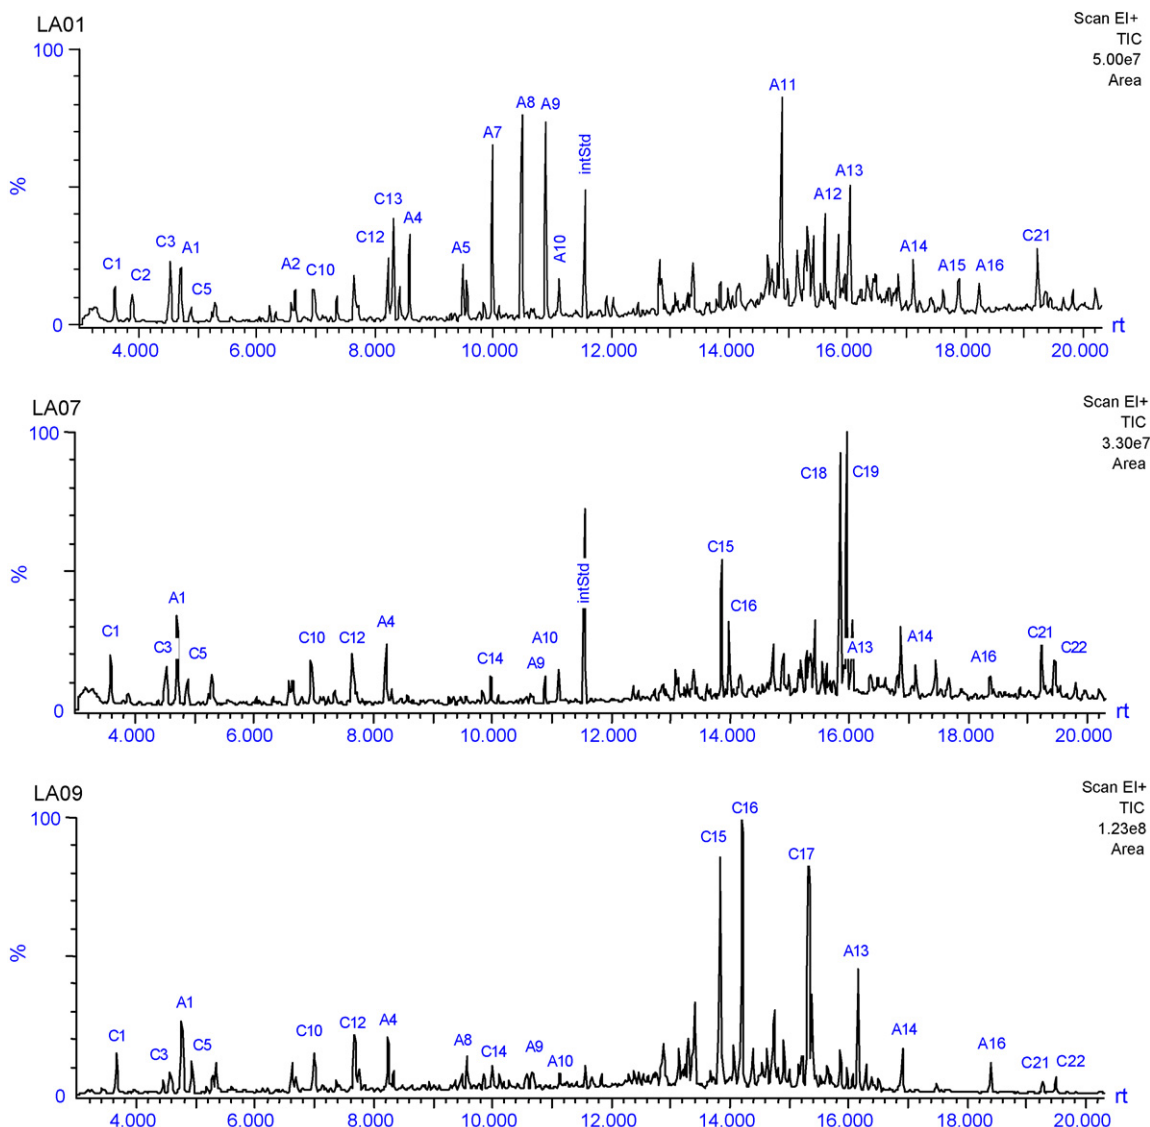 LA01
Scan EI+
TIC
5.00e7
Area
100
%
0
C1
C2
C3
A1
C5
A2
C10
C12
C13
A4
A5
A7
A8
A9
A10
intStd
A11
A12
A13
A14
A15
A16
C21
4.000 6.000 8.000 10.000 12.000 14.000 16.000 18.000 20.000
rt
LA07
Scan EI+
TIC
3.30e7
Area
100
%
0
C1
C3
A1
C5
C10
C12
A4
C14
A9
A10
intStd
C15
C16
C18
C19
A13
A14
A16
C21
C22
4.000 6.000 8.000 10.000 12.000 14.000 16.000 18.000 20.000
rt
LA09
Scan EI+
TIC
1.23e8
Area
100
%
0
C1
C3
A1
C5
C10
C12
A4
A8
C14
A9
A10
C15
C16
C17
A13
A14
A16
C21
C22
4.000 6.000 8.000 10.000 12.000 14.000 16.000 18.000 20.000
rt